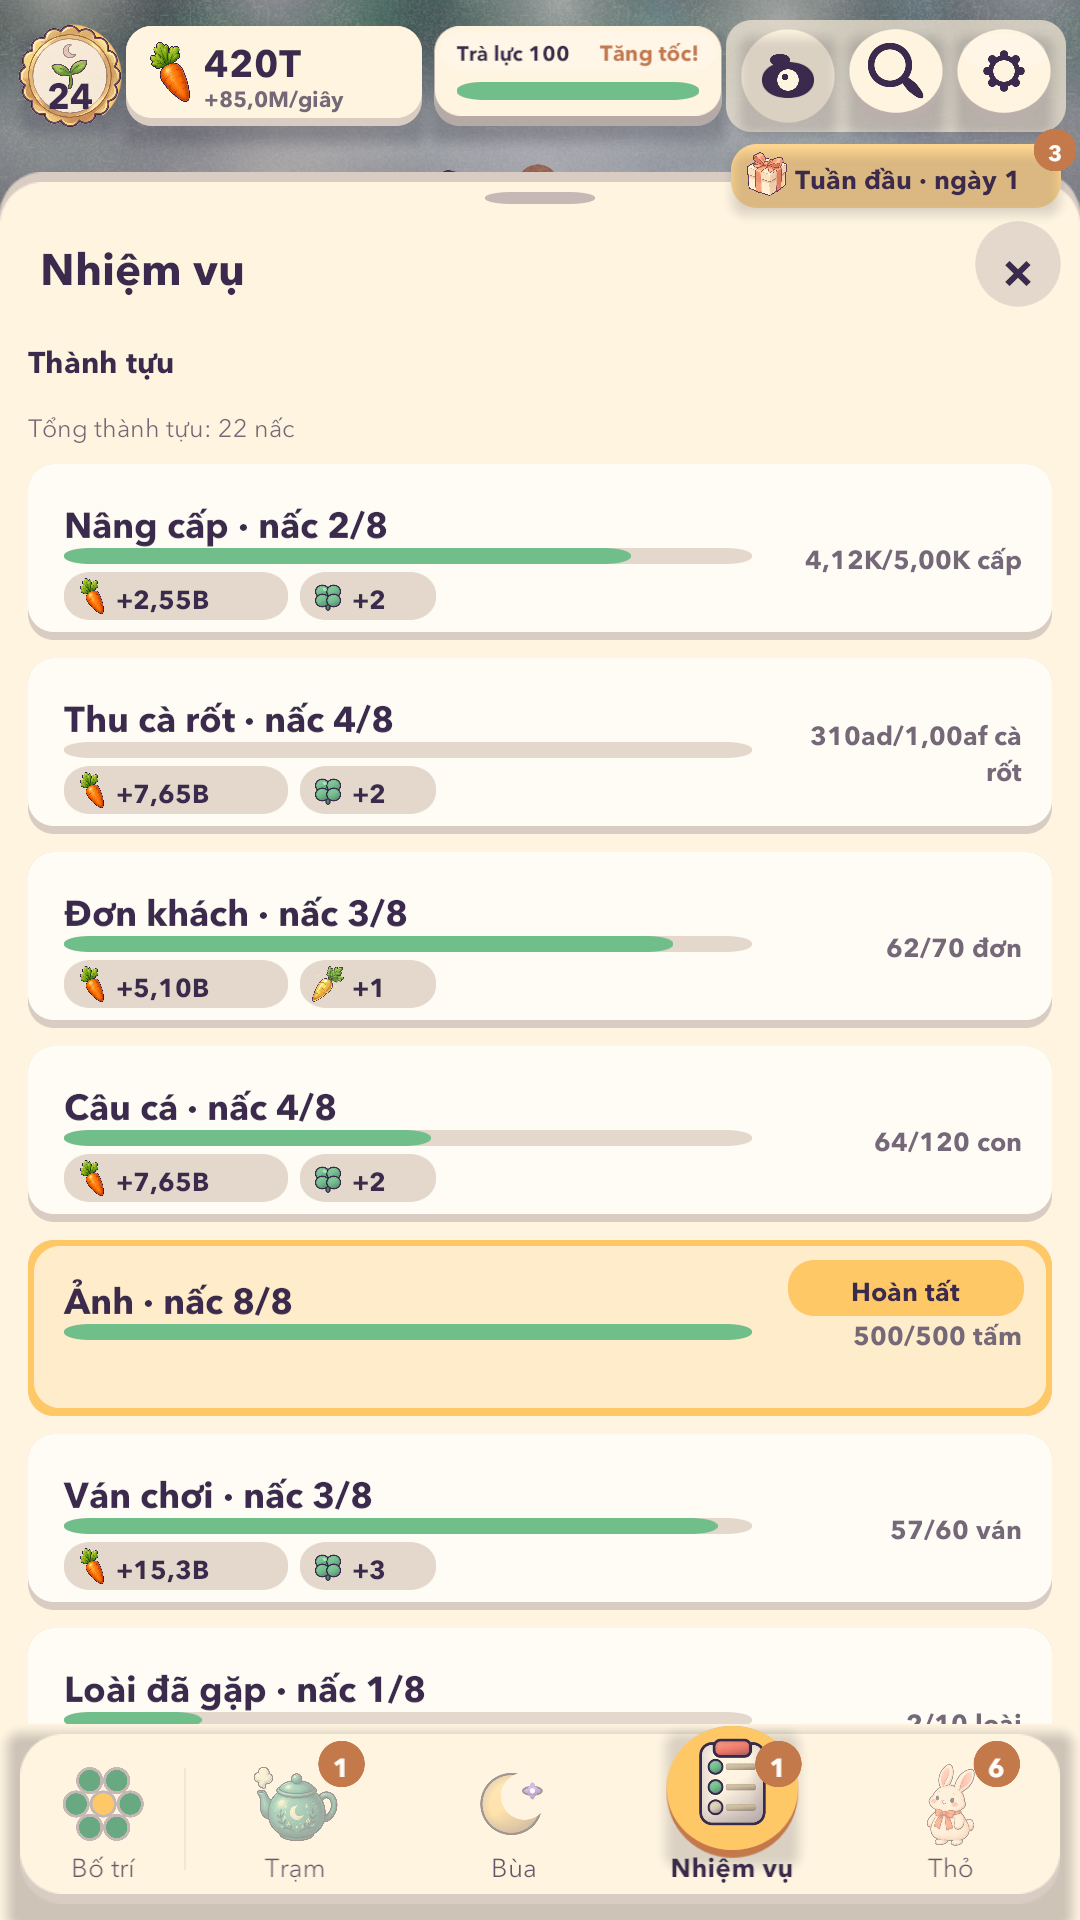 24
420T
+85,0M/giây
Trà lực 100 Tăng tốc!
3
Tuần đầu · ngày 1
Nhiệm vụ
Thành tựu
Tổng thành tựu: 22 nấc
Nâng cấp · nấc 2/8
4,12K/5,00K cấp
+2,55B +2
Thu cà rốt · nấc 4/8
310ad/1,00af cà
rốt
+7,65B +2
Đơn khách · nấc 3/8
62/70 đơn
+5,10B +1
Câu cá · nấc 4/8
64/120 con
+7,65B +2
Ảnh · nấc 8/8
Hoàn tất
500/500 tấm
Ván chơi · nấc 3/8
57/60 ván
+15,3B +3
Loài đã gặp · nấc 1/8
2/10 loài
1 1 6
Bố trí Trạm Bùa Nhiệm vụ Thỏ